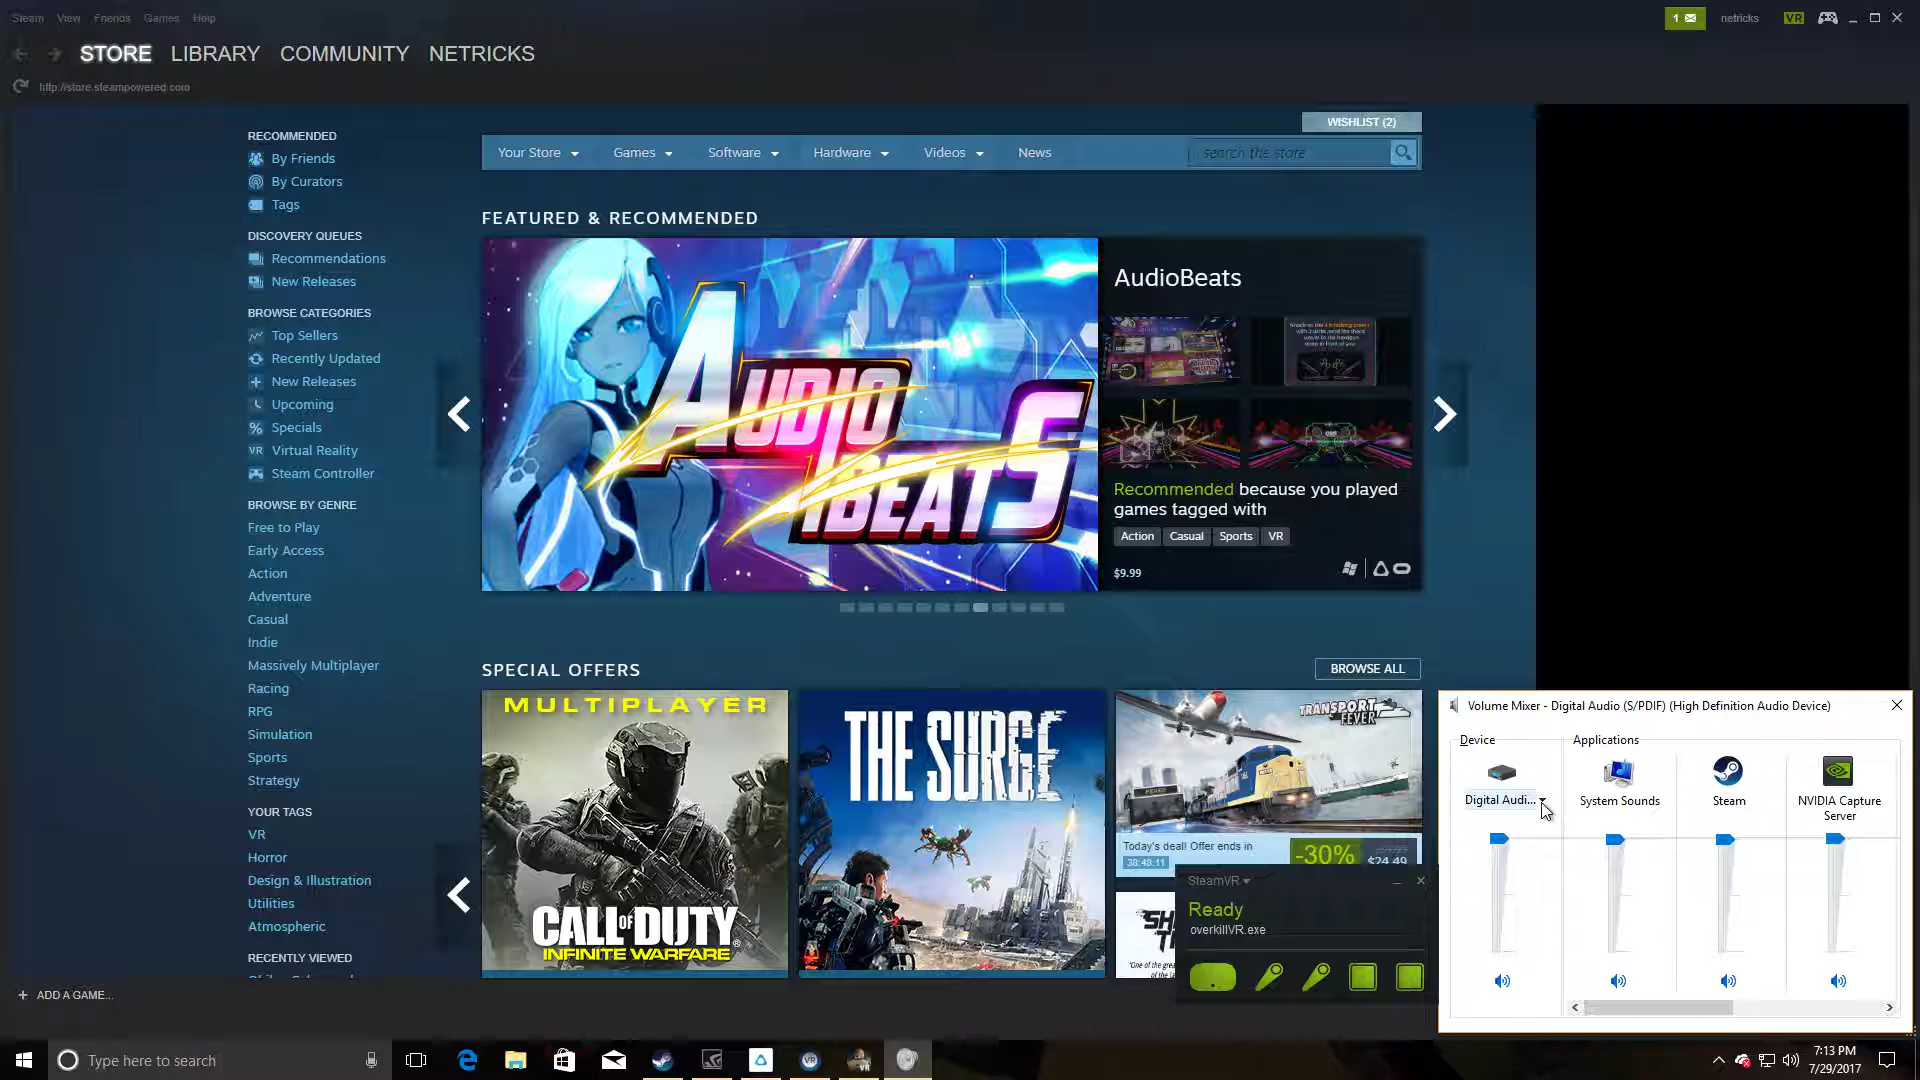 Steam View Friends Games Help
1 netricks VR
STORE LIBRARY COMMUNITY NETRICKS
http://store.steampowered.com
WISHLIST (2)
Your Store Games Software Hardware Videos News search the store
RECOMMENDED
By Friends
By Curators
Tags
DISCOVERY QUEUES
Recommendations
New Releases
BROWSE CATEGORIES
Top Sellers
Recently Updated
New Releases
Upcoming
Specials
VR Virtual Reality
Steam Controller
BROWSE BY GENRE
Free to Play
Early Access
Action
Adventure
Casual
Indie
Massively Multiplayer
Racing
RPG
Simulation
Sports
Strategy
YOUR TAGS
VR
Horror
Design & Illustration
Utilities
Atmospheric
RECENTLY VIEWED
FEATURED & RECOMMENDED
AUDIO
BEATS
AudioBeats
Recommended because you played
games tagged with
Action Casual Sports VR
$9.99
SPECIAL OFFERS
BROWSE ALL
MULTIPLAYER
CALL OF DUTY
INFINITE WARFARE
THE SURGE
TRANSPORT
FEVER
Today's deal! Offer ends in
38:48:11
-30% $24.49
SteamVR
Ready
overkillVR.exe
Volume Mixer - Digital Audio (S/PDIF) (High Definition Audio Device)
Device Applications
Digital Audi...
System Sounds
Steam
NVIDIA Capture
Server
+ ADD A GAME...
Type here to search
7:13 PM
7/29/2017